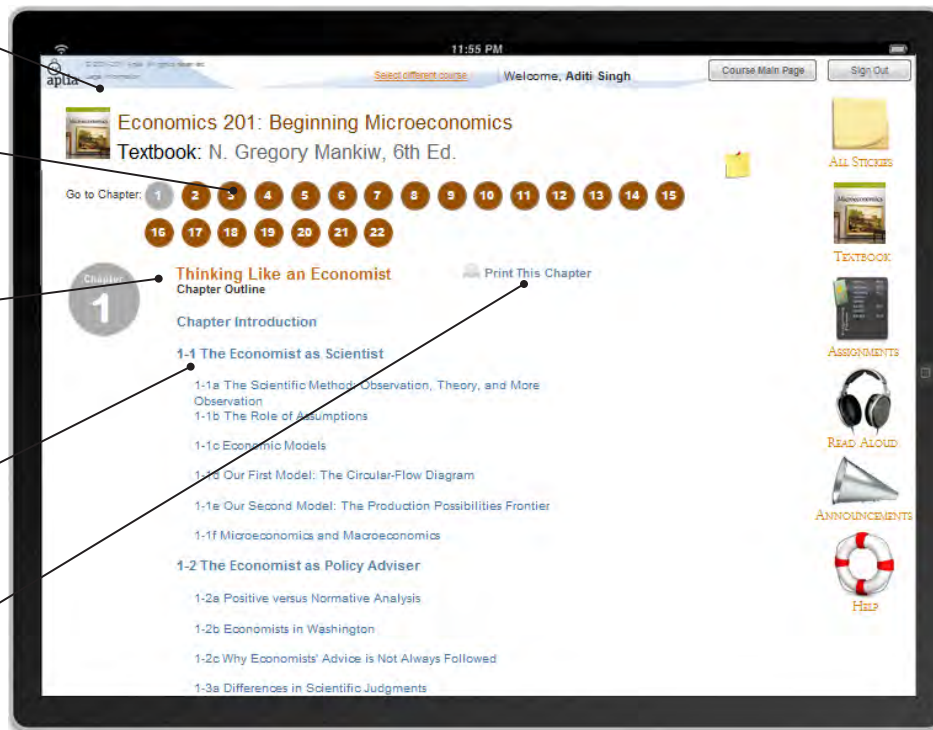 11:55 PM
aplia
Select different course
Welcome, Aditi Singh
Course Main Page
Sign Out
Economics 201: Beginning Microeconomics
Textbook: N. Gregory Mankiw, 6th Ed.
Go to Chapter: 1 2 3 4 5 6 7 8 9 10 11 12 13 14 15
16 17 18 19 20 21 22
Chapter
1
Thinking Like an Economist
Print This Chapter
Chapter Outline
Chapter Introduction
1-1 The Economist as Scientist
1-1a The Scientific Method: Observation, Theory, and More
Observation
1-1b The Role of Assumptions
1-1c Economic Models
1-1d Our First Model: The Circular-Flow Diagram
1-1e Our Second Model: The Production Possibilities Frontier
1-1f Microeconomics and Macroeconomics
1-2 The Economist as Policy Adviser
1-2a Positive versus Normative Analysis
1-2b Economists in Washington
1-2c Why Economists' Advice is Not Always Followed
1-3a Differences in Scientific Judgments
All Stickies
Microeconomics
Textbook
Assignments
Read Aloud
Announcements
Help